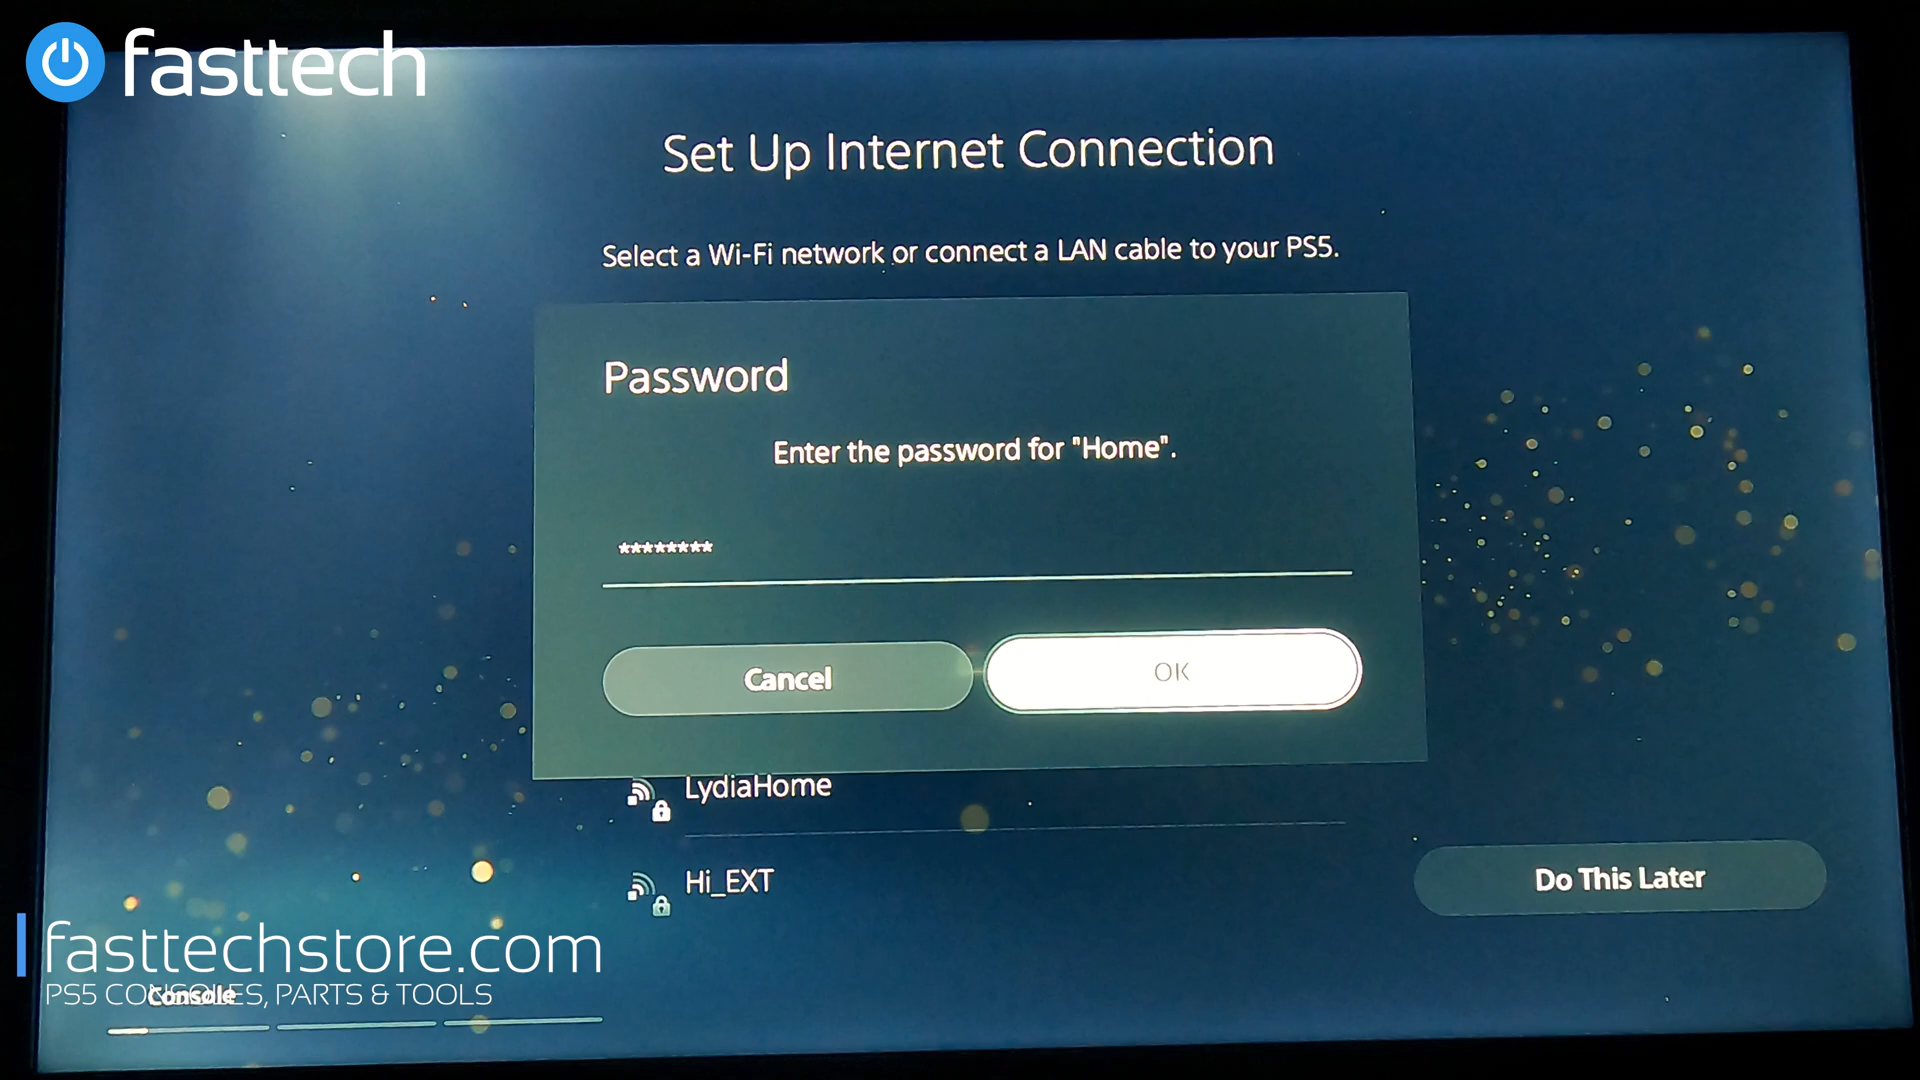 fasttech
Set Up Internet Connection
Select a Wi-Fi network or connect a LAN cable to your PS5.
Password
Enter the password for "Home".
********
Cancel
OK
LydiaHome
Hi_EXT
Do This Later
fasttechstore.com
PS5 CONSOLES, PARTS & TOOLS
Console